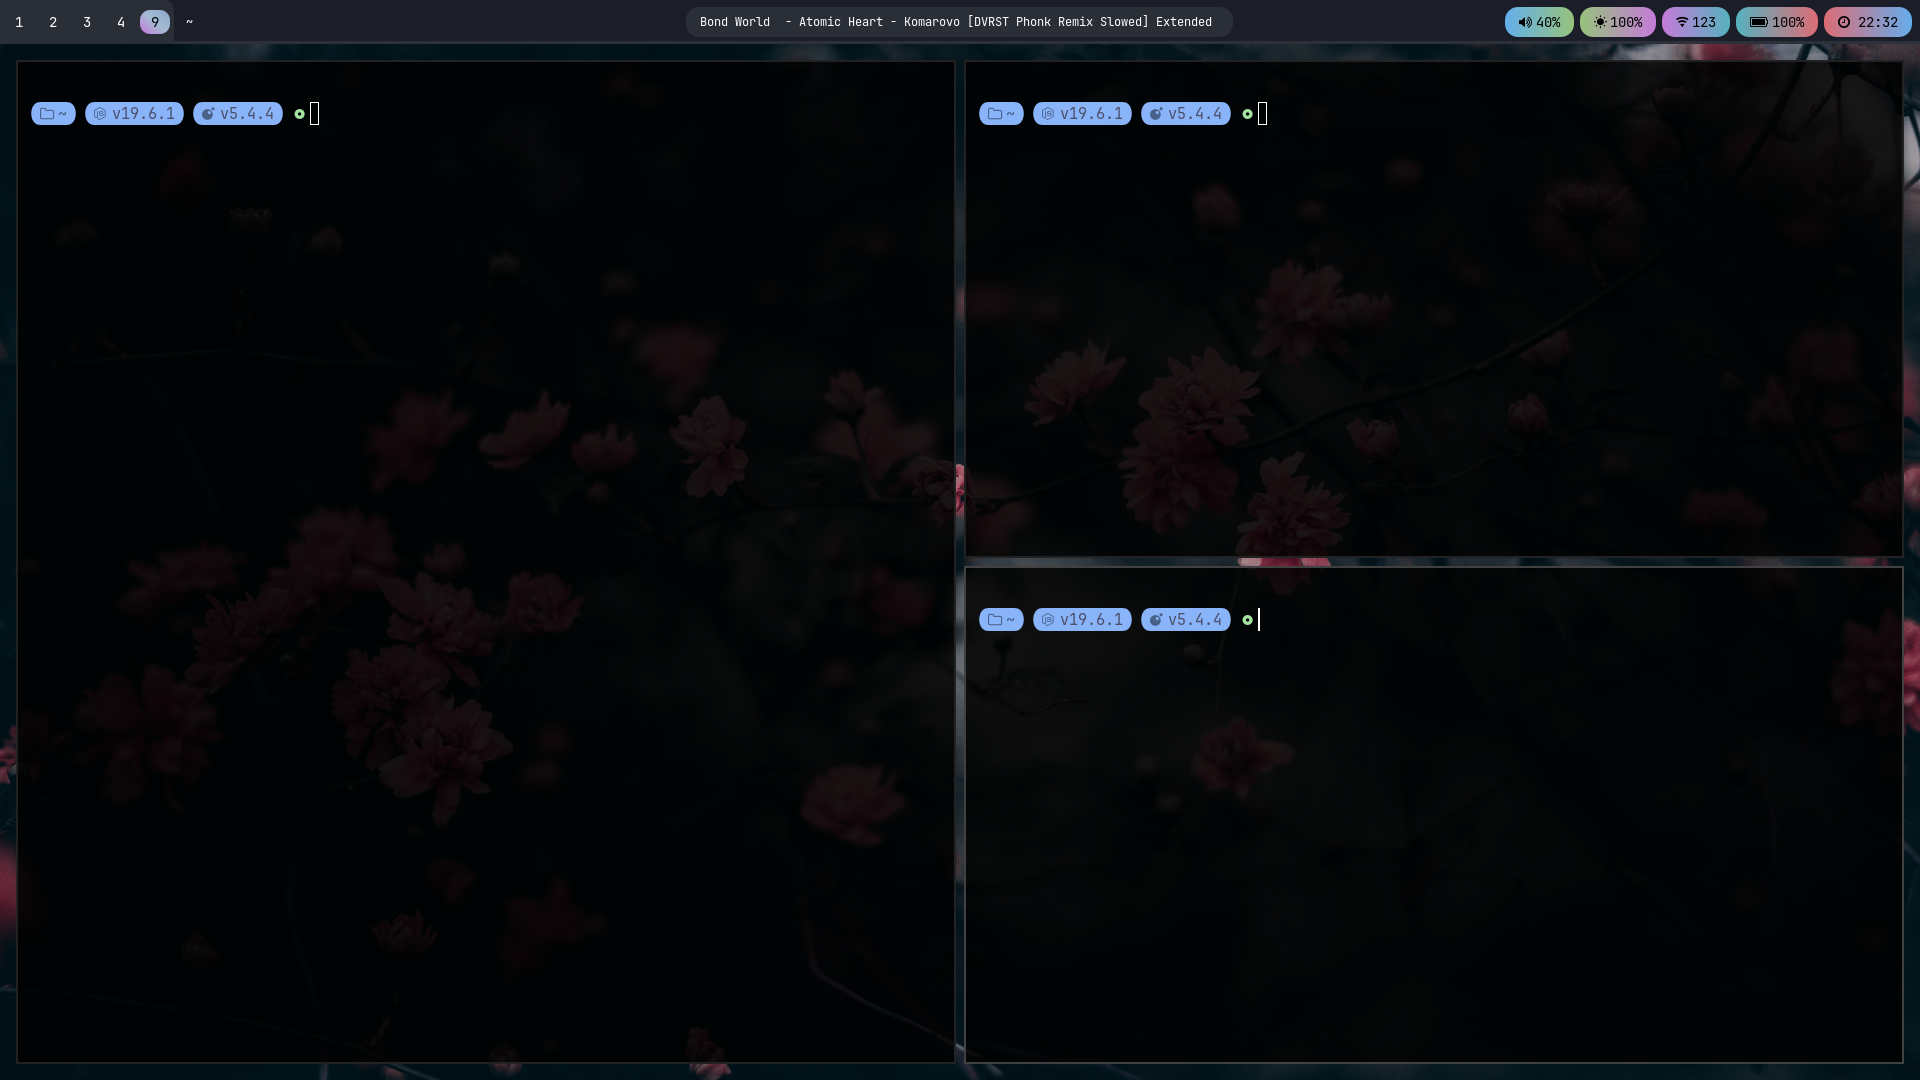 1 2 3 4 9 ~
Bond World - Atomic Heart - Komarovo [DVRST Phonk Remix Slowed] Extended
40% 100% 123 100% 22:32
~ v19.6.1 v5.4.4
~ v19.6.1 v5.4.4
~ v19.6.1 v5.4.4